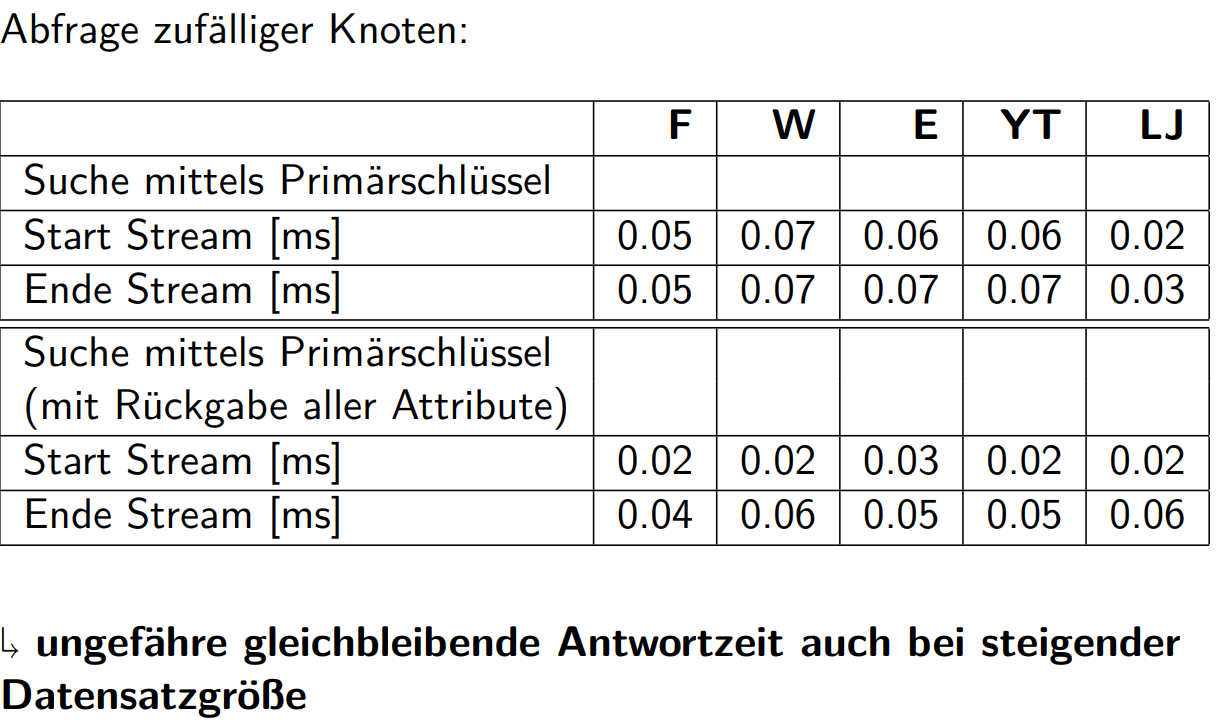 Abfrage zufälliger Knoten:
F W E YT LJ
Suche mittels Primärschlüssel
Start Stream [ms] 0.05 0.07 0.06 0.06 0.02
Ende Stream [ms] 0.05 0.07 0.07 0.07 0.03
Suche mittels Primärschlüssel
(mit Rückgabe aller Attribute)
Start Stream [ms] 0.02 0.02 0.03 0.02 0.02
Ende Stream [ms] 0.04 0.06 0.05 0.05 0.06
↳ ungefähre gleichbleibende Antwortzeit auch bei steigender
Datensatzgröße